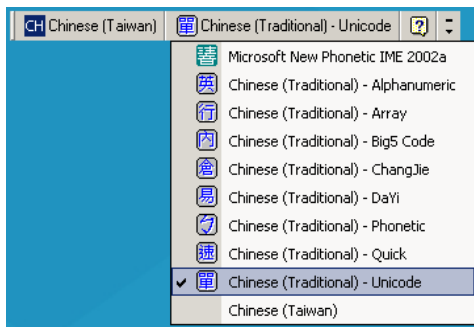 CH Chinese (Taiwan) 單 Chinese (Traditional) - Unicode
Microsoft New Phonetic IME 2002a
英 Chinese (Traditional) - Alphanumeric
行 Chinese (Traditional) - Array
內 Chinese (Traditional) - Big5 Code
倉 Chinese (Traditional) - ChangJie
易 Chinese (Traditional) - DaYi
ㄅ Chinese (Traditional) - Phonetic
速 Chinese (Traditional) - Quick
單 Chinese (Traditional) - Unicode
Chinese (Taiwan)